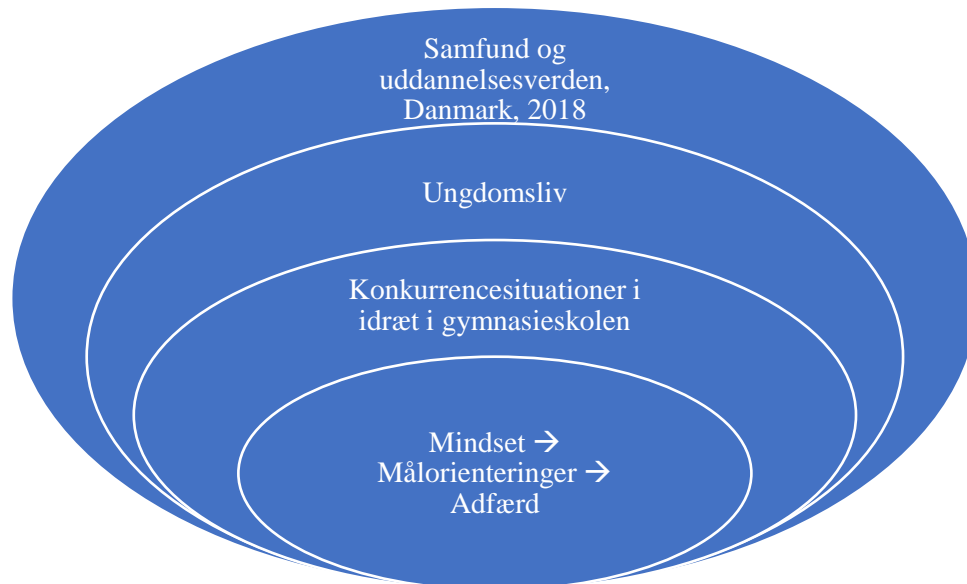 Samfund og
uddannelsesverden,
Danmark, 2018
Ungdomsliv
Konkurrencesituationer i
idræt i gymnasieskolen
Mindset →
Målorienteringer →
Adfærd